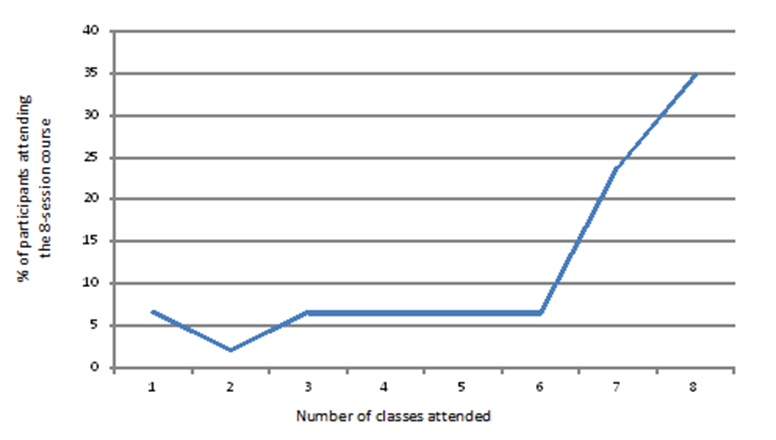 40
35
30
25
20
15
10
5
0
% of participants attending
the 8-session course
1 2 3 4 5 6 7 8
Number of classes attended